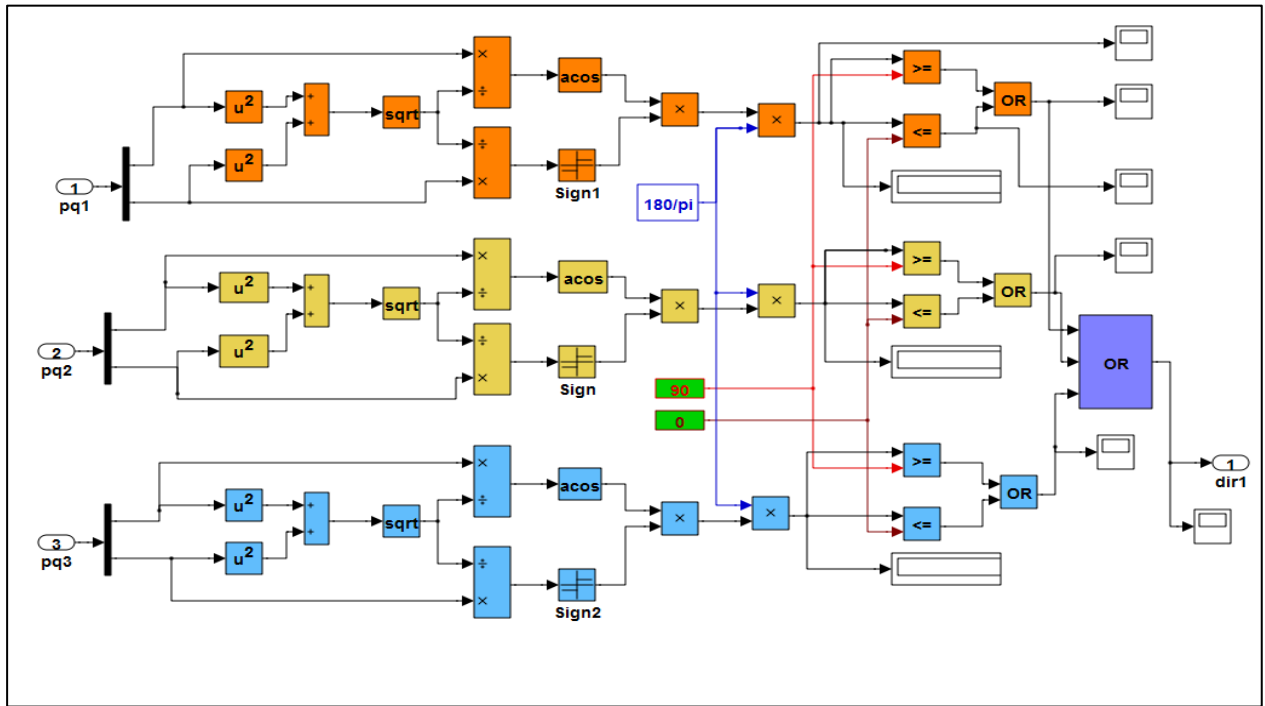 × acos >=
u² + ÷ × × OR
+ sqrt
u² ÷ <=
1 × Sign1
pq1 180/pi
× >=
u² + ÷ acos × OR
+ sqrt × <=
u² ÷
2 × Sign OR
pq2 90
0
× >=
u² + ÷ acos OR 1
+ sqrt × × dir1
3 u² ÷ <=
pq3 × Sign2